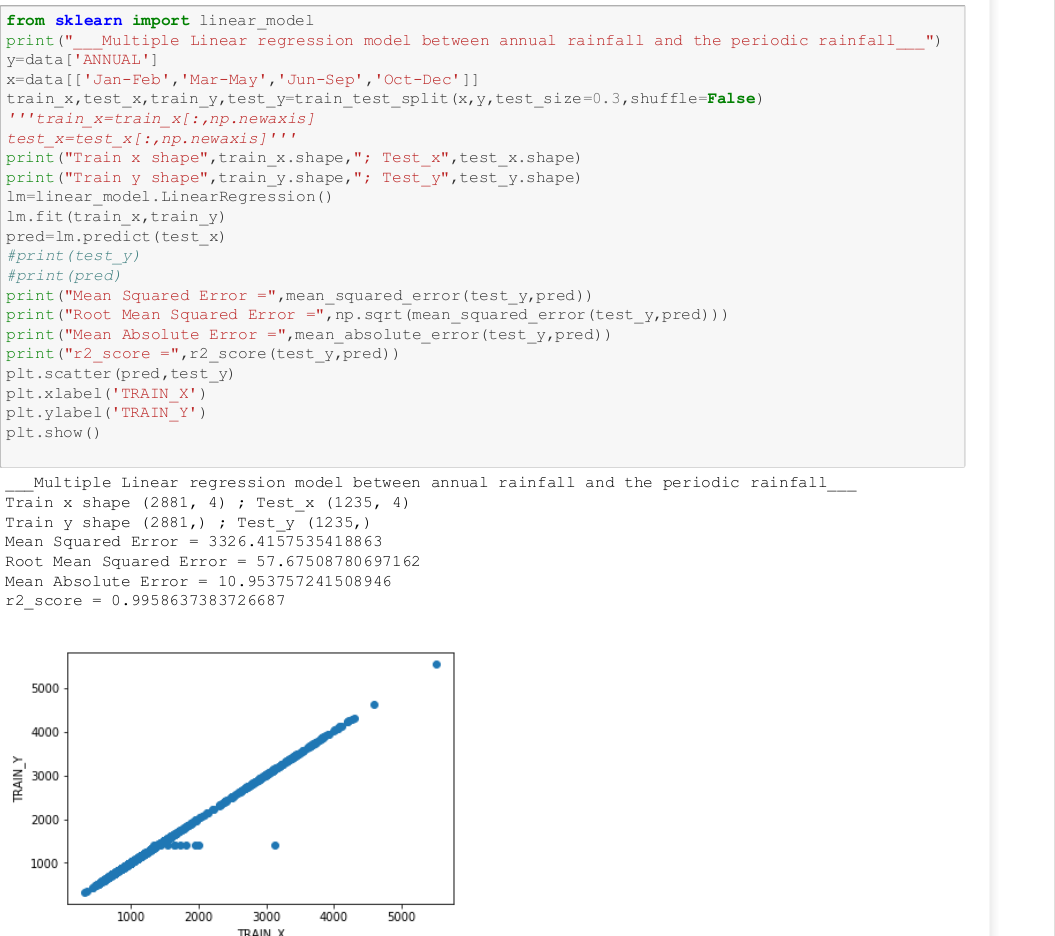 from sklearn import linear_model
print("___Multiple Linear regression model between annual rainfall and the periodic rainfall___")
y=data['ANNUAL']
x=data[['Jan-Feb','Mar-May','Jun-Sep','Oct-Dec']]
train_x,test_x,train_y,test_y=train_test_split(x,y,test_size=0.3,shuffle=False)
'''train_x=train_x[:,np.newaxis]
test_x=test_x[:,np.newaxis]'''
print("Train x shape",train_x.shape,"; Test_x",test_x.shape)
print("Train y shape",train_y.shape,"; Test_y",test_y.shape)
lm=linear_model.LinearRegression()
lm.fit(train_x,train_y)
pred=lm.predict(test_x)
#print(test_y)
#print(pred)
print("Mean Squared Error =",mean_squared_error(test_y,pred))
print("Root Mean Squared Error =",np.sqrt(mean_squared_error(test_y,pred)))
print("Mean Absolute Error =",mean_absolute_error(test_y,pred))
print("r2_score =",r2_score(test_y,pred))
plt.scatter(pred,test_y)
plt.xlabel('TRAIN_X')
plt.ylabel('TRAIN_Y')
plt.show()
___Multiple Linear regression model between annual rainfall and the periodic rainfall___
Train x shape (2881, 4) ; Test_x (1235, 4)
Train y shape (2881,) ; Test_y (1235,)
Mean Squared Error = 3326.4157535418863
Root Mean Squared Error = 57.67508780697162
Mean Absolute Error = 10.953757241508946
r2_score = 0.9958637383726687
5000
4000
3000
2000
1000
TRAIN_Y
1000 2000 3000 4000 5000
TRAIN_X